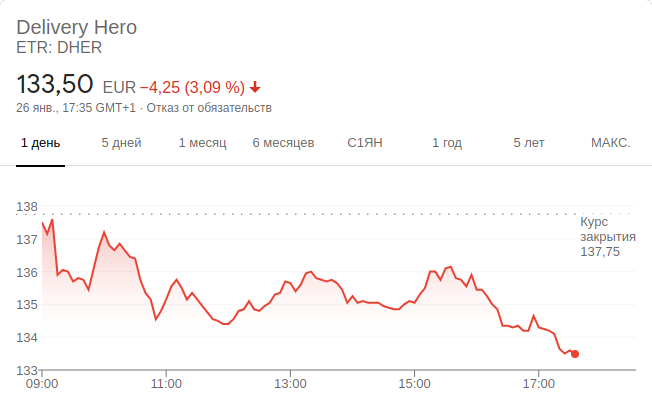 Delivery Hero
ETR: DHER
133,50 EUR −4,25 (3,09 %)
26 янв., 17:35 GMT+1 · Отказ от обязательств
1 день 5 дней 1 месяц 6 месяцев С1ЯН 1 год 5 лет МАКС.
138
Курс
закрытия
137,75
137
136
135
134
133
09:00 11:00 13:00 15:00 17:00